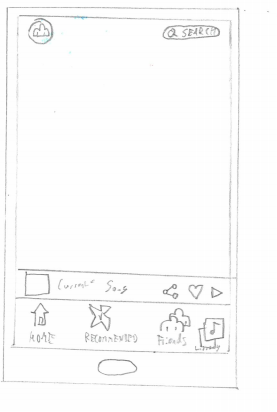 SEARCH
Current Song
HOME
RECOMMENDED
Friends
Library